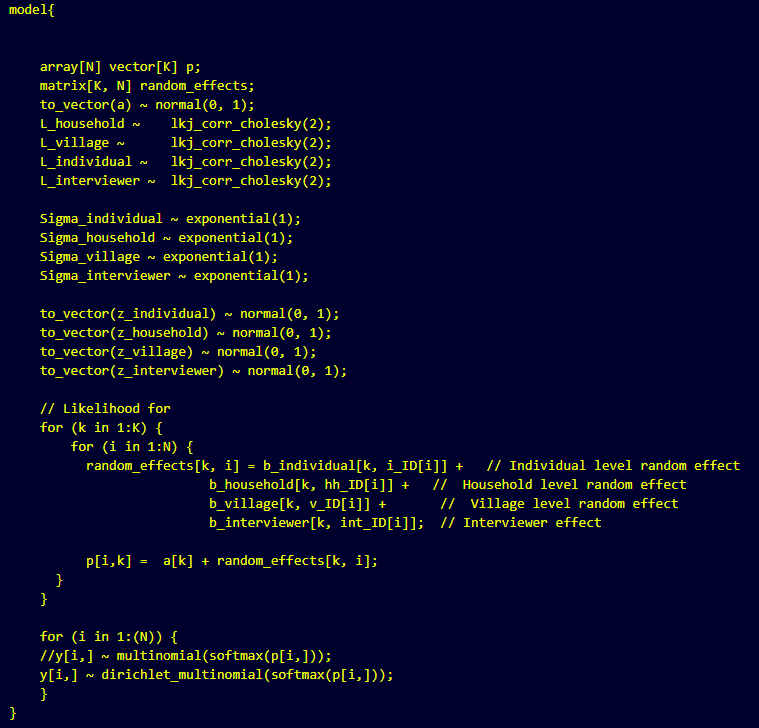 model{
array[N] vector[K] p;
matrix[K, N] random_effects;
to_vector(a) ~ normal(0, 1);
L_household ~    lkj_corr_cholesky(2);
L_village ~      lkj_corr_cholesky(2);
L_individual ~   lkj_corr_cholesky(2);
L_interviewer ~  lkj_corr_cholesky(2);
Sigma_individual ~ exponential(1);
Sigma_household ~ exponential(1);
Sigma_village ~ exponential(1);
Sigma_interviewer ~ exponential(1);
to_vector(z_individual) ~ normal(0, 1);
to_vector(z_household) ~ normal(0, 1);
to_vector(z_village) ~ normal(0, 1);
to_vector(z_interviewer) ~ normal(0, 1);
// Likelihood for
for (k in 1:K) {
for (i in 1:N) {
random_effects[k, i] = b_individual[k, i_ID[i]] +   // Individual level random effect
b_household[k, hh_ID[i]] +   //  Household level random effect
b_village[k, v_ID[i]] +       //  Village level random effect
b_interviewer[k, int_ID[i]];  // Interviewer effect
p[i,k] =  a[k] + random_effects[k, i];
}
}
for (i in 1:(N)) {
//y[i,] ~ multinomial(softmax(p[i,]));
y[i,] ~ dirichlet_multinomial(softmax(p[i,]));
}
}